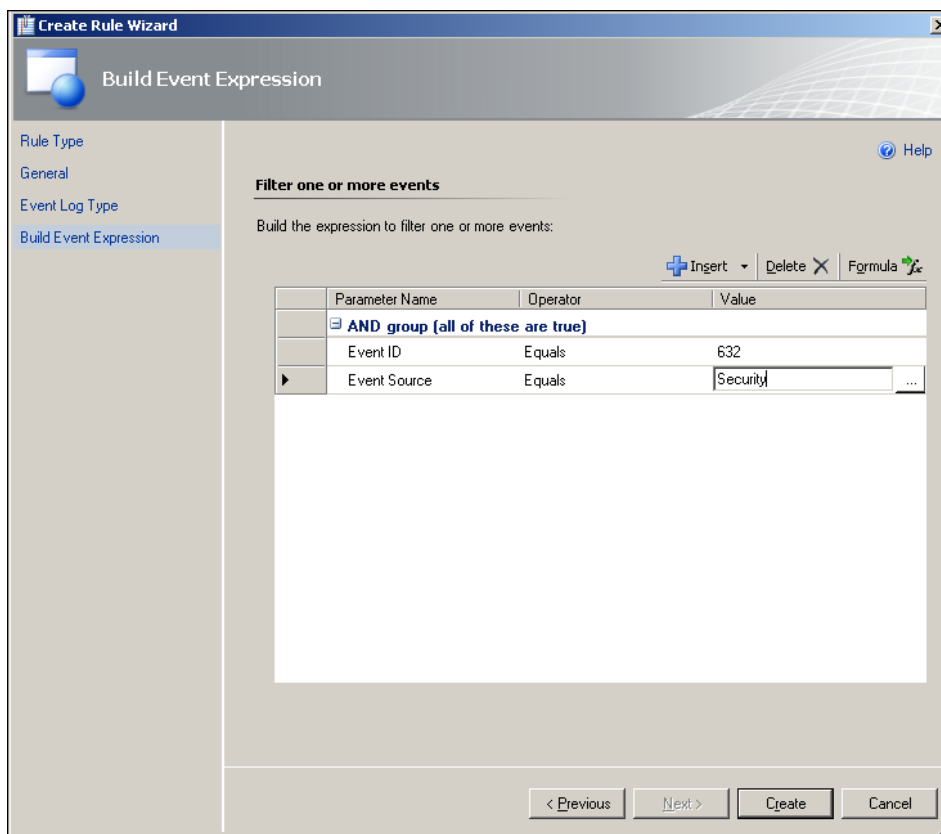 Create Rule Wizard
Build Event Expression
Rule Type
General
Event Log Type
Build Event Expression
Help
Filter one or more events
Build the expression to filter one or more events:
Insert Delete Formula
Parameter Name Operator Value
AND group (all of these are true)
Event ID Equals 632
Event Source Equals Security ...
< Previous Next > Create Cancel